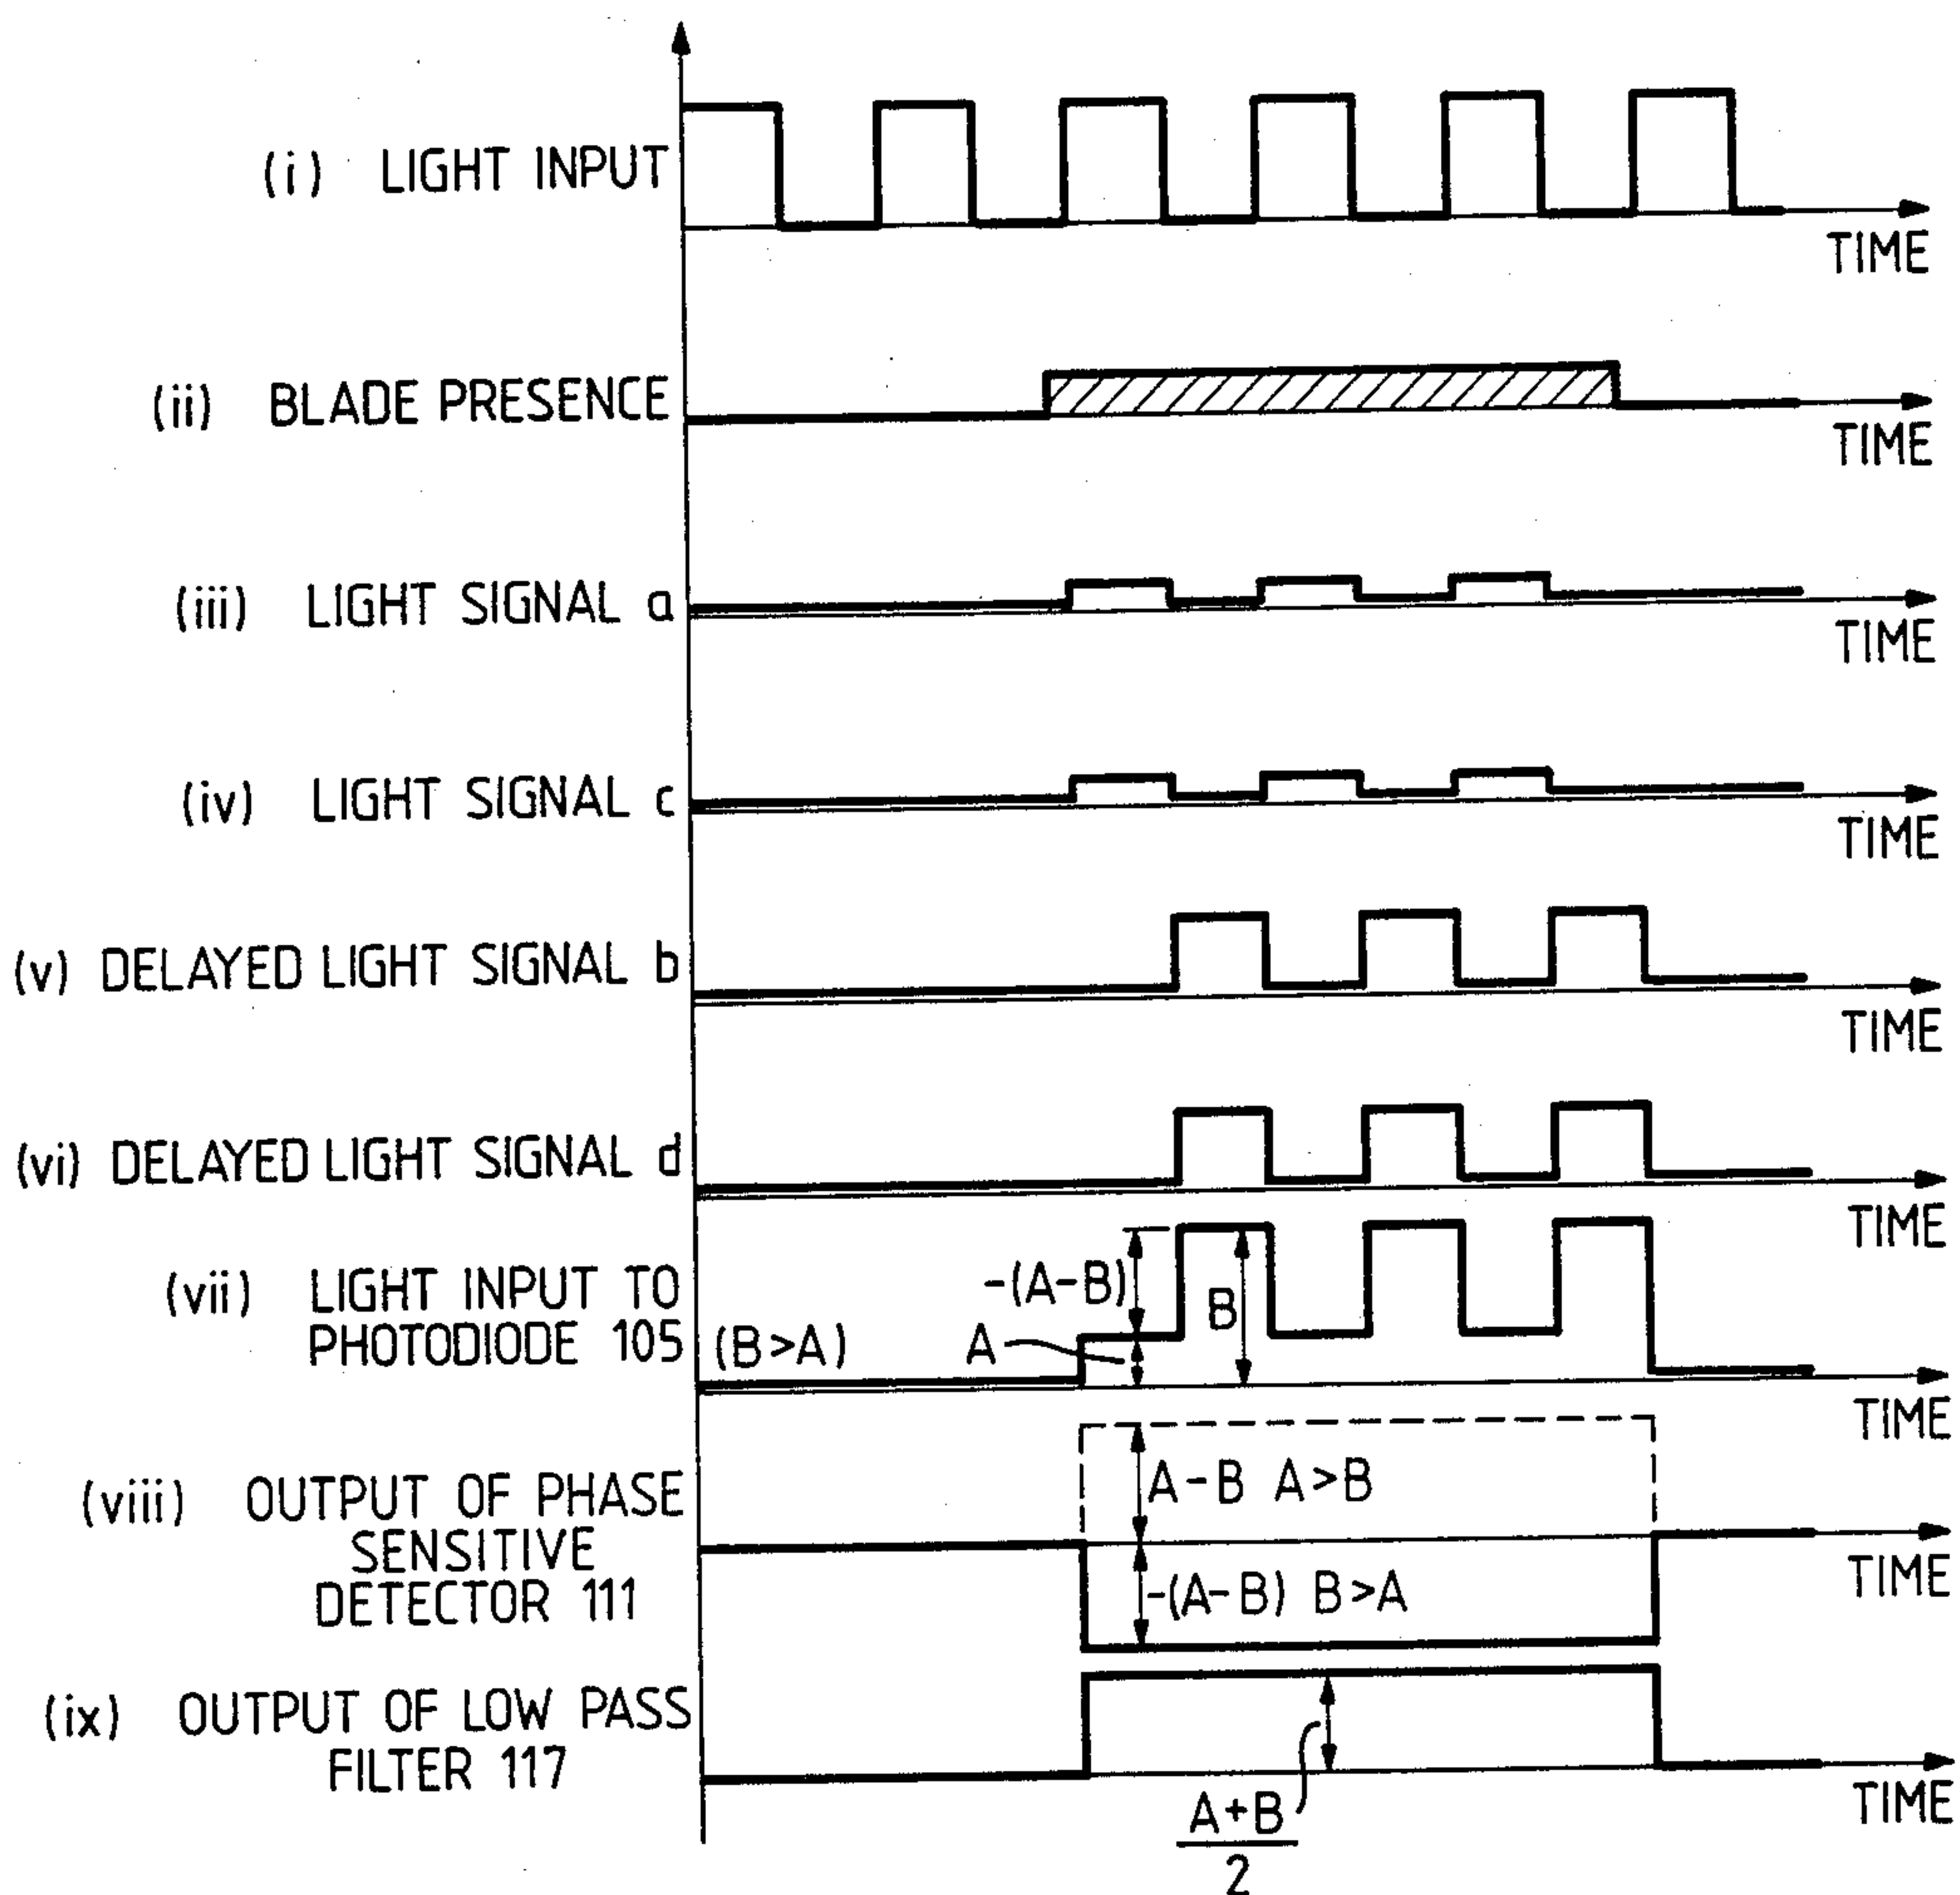 (i) LIGHT INPUT
TIME
(ii) BLADE PRESENCE
TIME
(iii) LIGHT SIGNAL a
TIME
(iv) LIGHT SIGNAL c
TIME
(v) DELAYED LIGHT SIGNAL b
TIME
(vi) DELAYED LIGHT SIGNAL d
TIME
(vii) LIGHT INPUT TO
PHOTODIODE 105 (B>A)
-(A-B)
A
B
TIME
(viii) OUTPUT OF PHASE
SENSITIVE
DETECTOR 111
A-B A>B
-(A-B) B>A
TIME
(ix) OUTPUT OF LOW PASS
FILTER 117
A+B
2
TIME